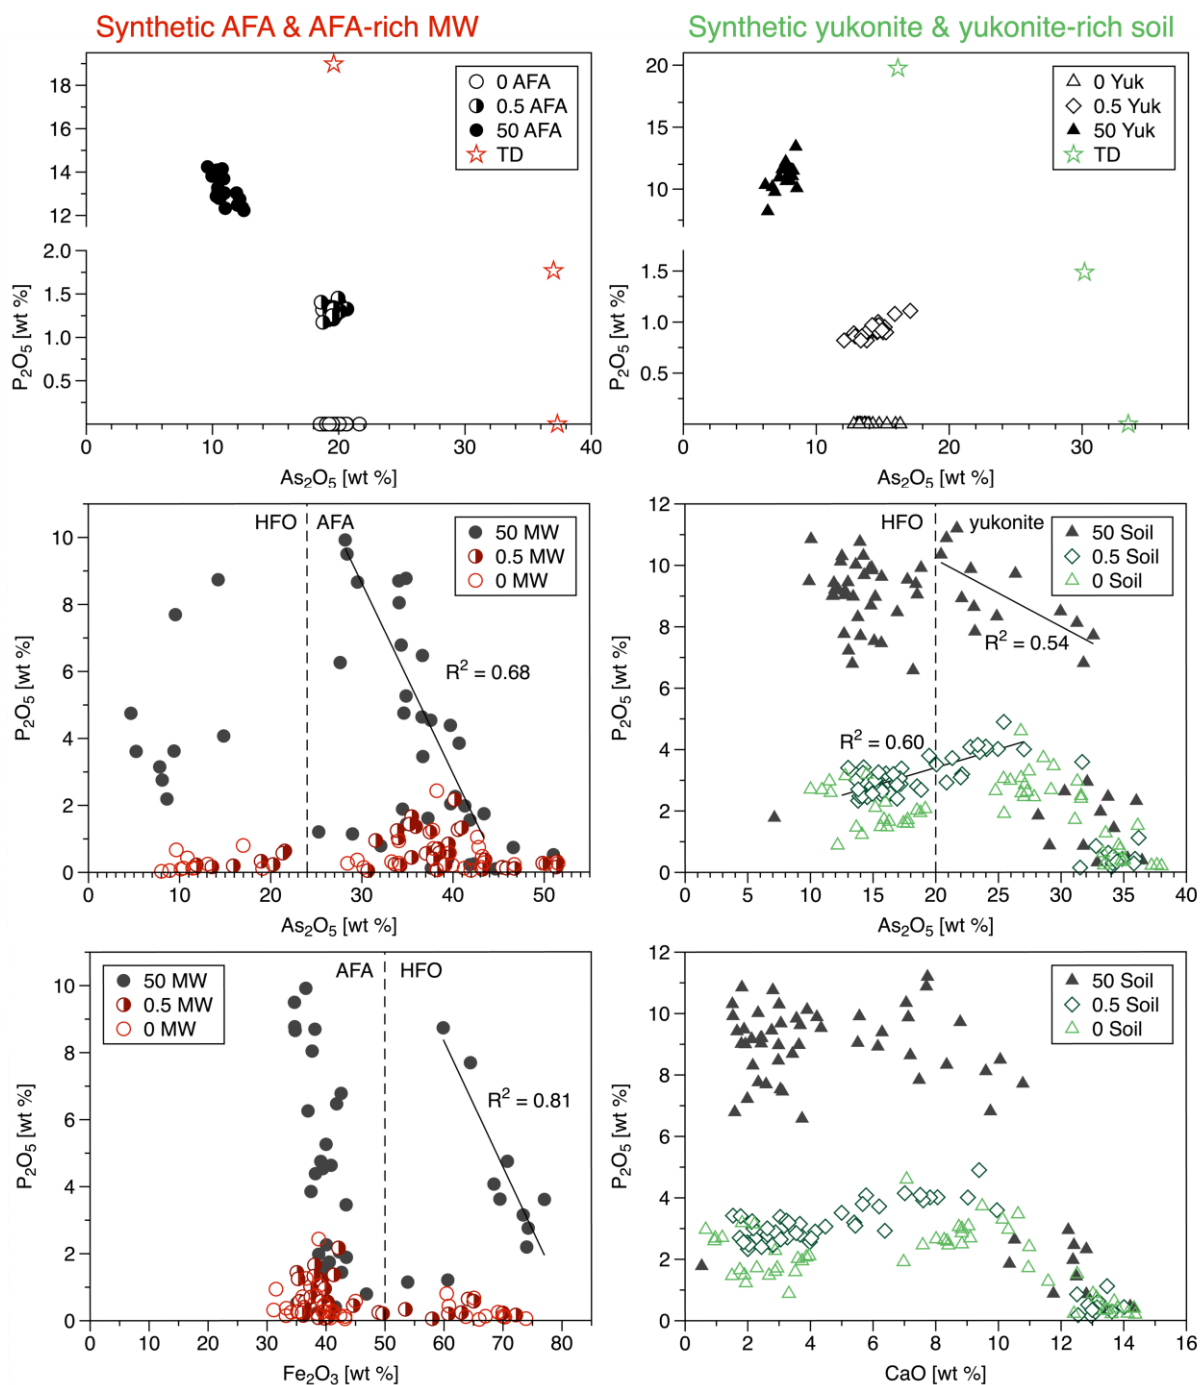 Synthetic AFA & AFA-rich MW
Synthetic yukonite & yukonite-rich soil
18
16
14
12
2.0
1.5
1.0
0.5
P₂O₅ [wt %]
0 AFA
0.5 AFA
50 AFA
TD
0 10 20 30 40
As₂O₅ [wt %]
20
15
10
1.5
1.0
0.5
P₂O₅ [wt %]
0 Yuk
0.5 Yuk
50 Yuk
TD
0 10 20 30
As₂O₅ [wt %]
10
8
6
4
2
0
P₂O₅ [wt %]
HFO AFA
50 MW
0.5 MW
0 MW
R² = 0.68
0 10 20 30 40 50
As₂O₅ [wt %]
12
10
8
6
4
2
0
P₂O₅ [wt %]
HFO yukonite
50 Soil
0.5 Soil
0 Soil
R² = 0.54
R² = 0.60
0 5 10 15 20 25 30 35 40
As₂O₅ [wt %]
10
8
6
4
2
0
P₂O₅ [wt %]
50 MW
0.5 MW
0 MW
AFA HFO
R² = 0.81
0 10 20 30 40 50 60 70 80
Fe₂O₃ [wt %]
12
10
8
6
4
2
0
P₂O₅ [wt %]
50 Soil
0.5 Soil
0 Soil
0 2 4 6 8 10 12 14 16
CaO [wt %]